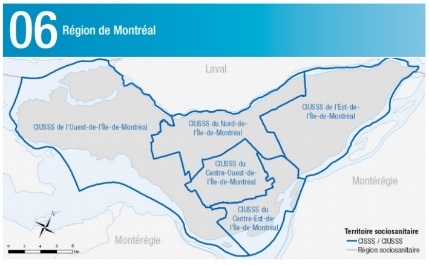 06
Région de Montréal
Laval
CIUSSS de l'Ouest-de-l'Île-de-Montréal
CIUSSS du Nord-de-
l'Île-de-Montréal
CIUSSS de l'Est-de-
l'Île-de-Montréal
CIUSSS du
Centre-Ouest-de-
l'Île-de-Montréal
Montérégie
CIUSSS du
Centre-Est-de-
l'Île-de-Montréal
Montérégie
Territoire sociosanitaire
CISSS / CIUSSS
Région sociosanitaire